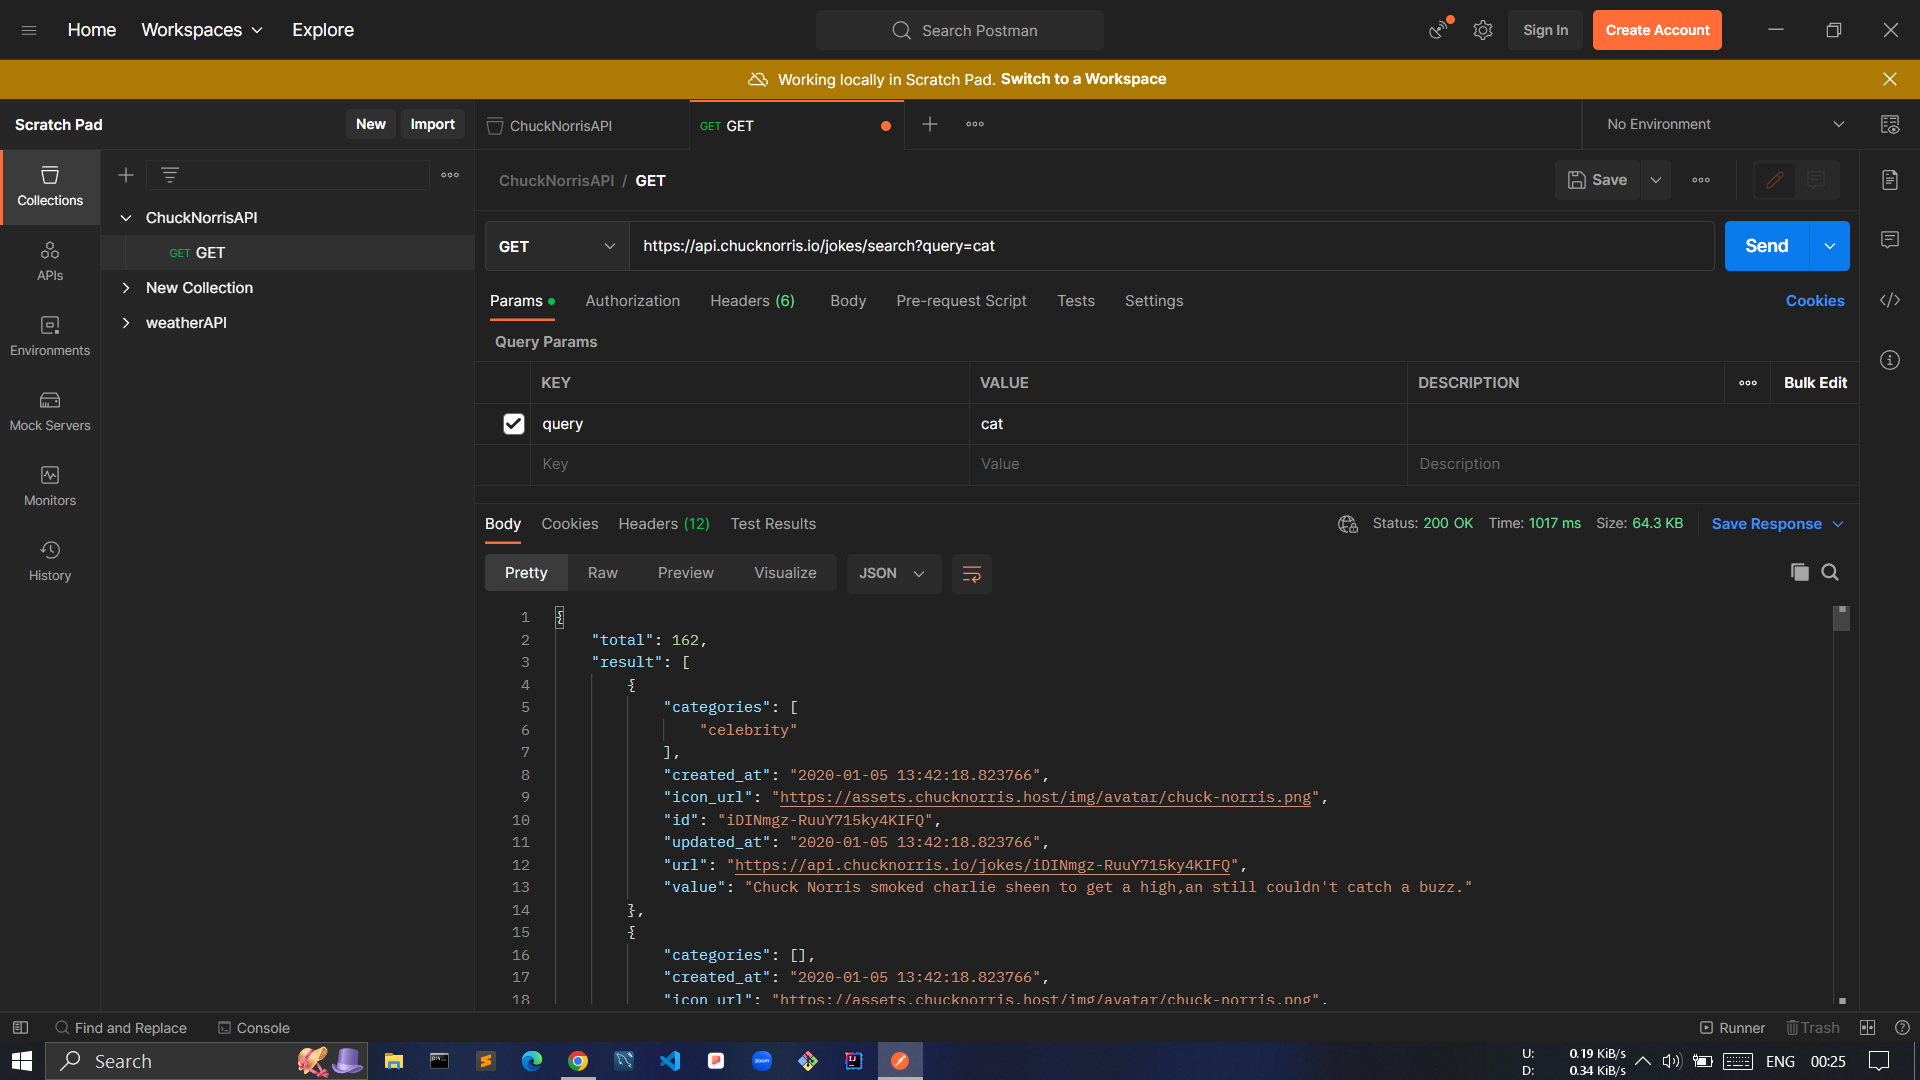 Home
Workspaces
Explore
Search Postman
Sign In
Create Account
Working locally in Scratch Pad. Switch to a Workspace
Scratch Pad
New
Import
ChuckNorrisAPI
GET GET
No Environment
Collections
APIs
Environments
Mock Servers
Monitors
History
ChuckNorrisAPI
GET GET
New Collection
weatherAPI
ChuckNorrisAPI / GET
Save
GET
https://api.chucknorris.io/jokes/search?query=cat
Send
Params
Authorization
Headers (6)
Body
Pre-request Script
Tests
Settings
Cookies
Query Params
KEY
VALUE
DESCRIPTION
Bulk Edit
query
cat
Key
Value
Description
Body
Cookies
Headers (12)
Test Results
Status: 200 OK
Time: 1017 ms
Size: 64.3 KB
Save Response
Pretty
Raw
Preview
Visualize
JSON
1 {
2 "total": 162,
3 "result": [
4 {
5 "categories": [
6 "celebrity"
7 ],
8 "created_at": "2020-01-05 13:42:18.823766",
9 "icon_url": "https://assets.chucknorris.host/img/avatar/chuck-norris.png",
10 "id": "iDINmgz-RuuY715ky4KIFQ",
11 "updated_at": "2020-01-05 13:42:18.823766",
12 "url": "https://api.chucknorris.io/jokes/iDINmgz-RuuY715ky4KIFQ",
13 "value": "Chuck Norris smoked charlie sheen to get a high,an still couldn't catch a buzz."
14 },
15 {
16 "categories": [],
17 "created_at": "2020-01-05 13:42:18.823766",
18 "icon_url": "https://assets.chucknorris.host/img/avatar/chuck-norris.png",
Find and Replace
Console
Runner
Trash
Search
zoom
IJ
U: 0.19 KiB/s
D: 0.34 KiB/s
ENG
00:25